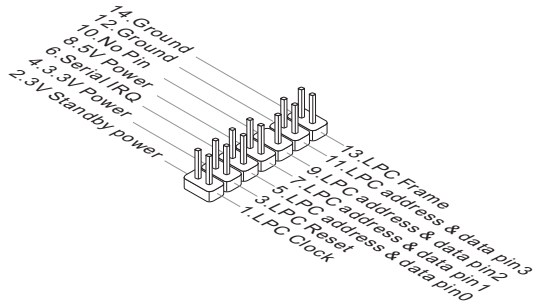 14.Ground
12.Ground
10.No Pin
8.5V Power
6.Serial IRQ
4.3.3V Power
2.3V Standby power
13.LPC Frame
11.LPC address & data pin3
9.LPC address & data pin2
7.LPC address & data pin1
5.LPC address & data pin0
3.LPC Reset
1.LPC Clock